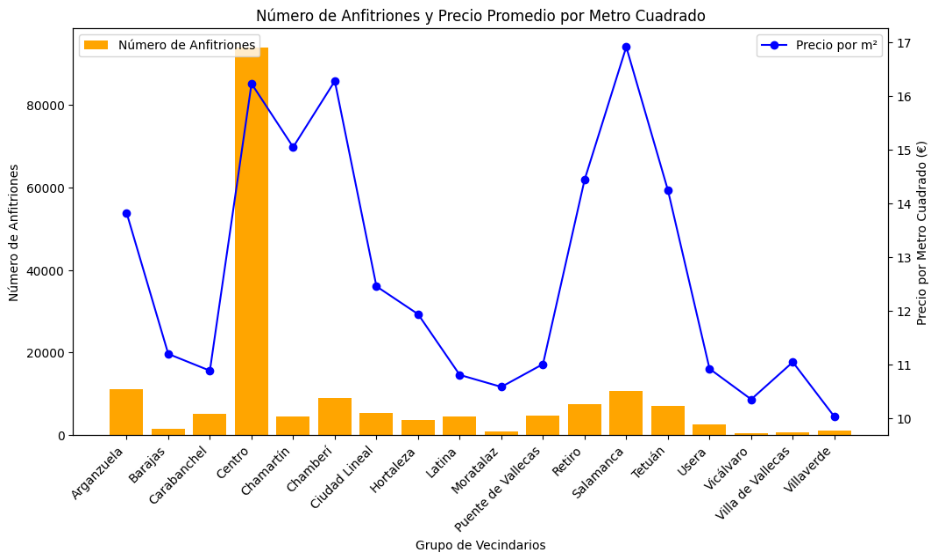 Número de Anfitriones y Precio Promedio por Metro Cuadrado
Número de Anfitriones
Precio por m²
Número de Anfitriones
80000
60000
40000
20000
0
17
16
15
14
13
12
11
10
Precio por Metro Cuadrado (€)
Arganzuela
Barajas
Carabanchel
Centro
Chamartín
Chamberí
Ciudad Lineal
Hortaleza
Latina
Moratalaz
Puente de Vallecas
Retiro
Salamanca
Tetuán
Usera
Vicálvaro
Villa de Vallecas
Villaverde
Grupo de Vecindarios